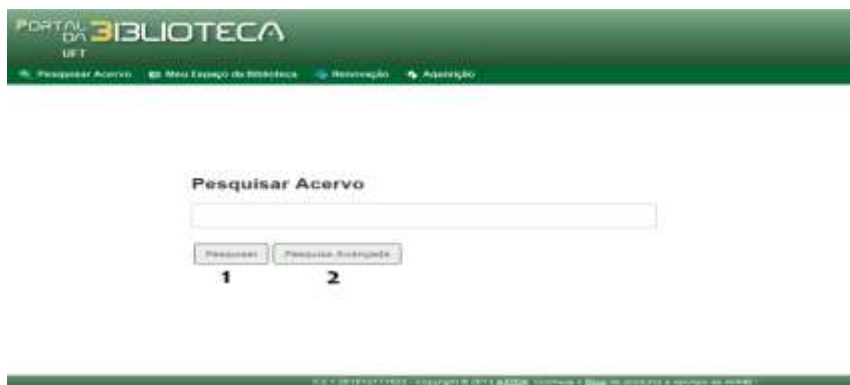 PORTAL DA BIBLIOTECA
UFT
Pesquisar Acervo Meu Espaço da Biblioteca Renovação Aquisição
Pesquisar Acervo
Pesquisar Pesquisa Avançada
1 2